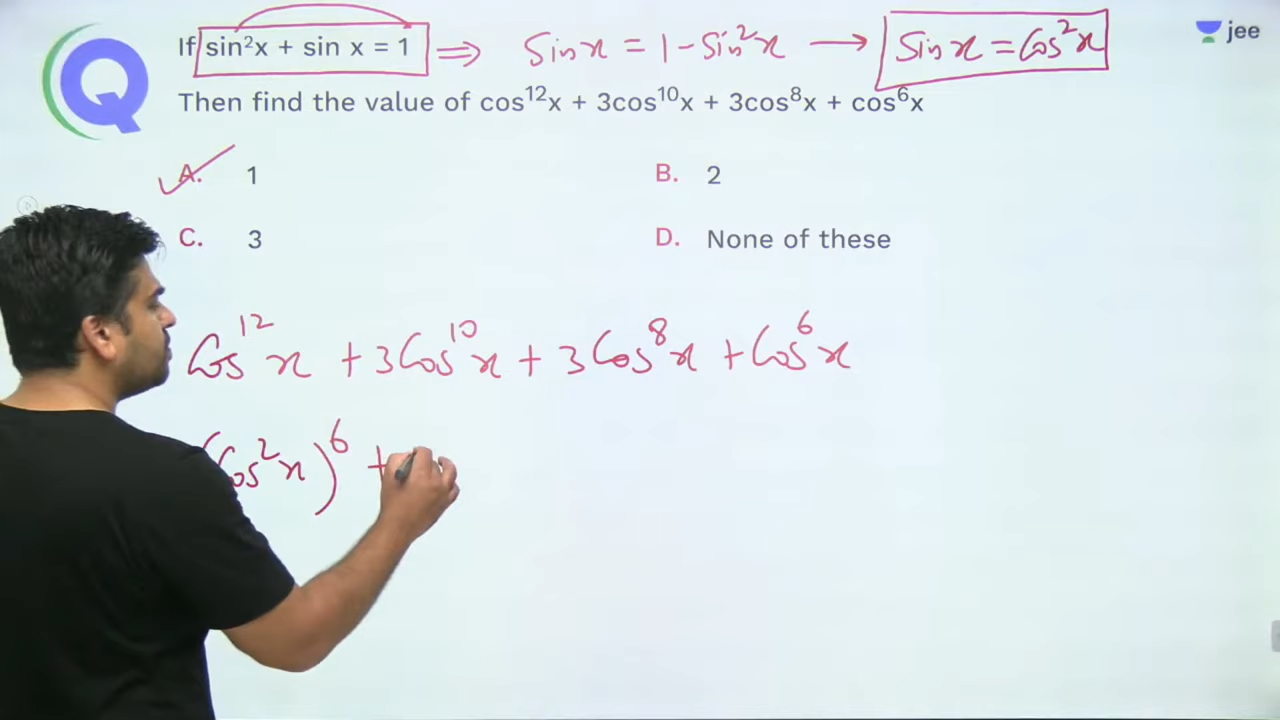 If sin²x + sin x = 1 ⇒ Sin x = 1 - Sin²x → Sin x = Cos²x
jee
Then find the value of cos¹²x + 3cos¹⁰x + 3cos⁸x + cos⁶x
A. 1
B. 2
C. 3
D. None of these
Cos¹²x + 3Cos¹⁰x + 3Cos⁸x + Cos⁶x
(Cos²x)⁶ +